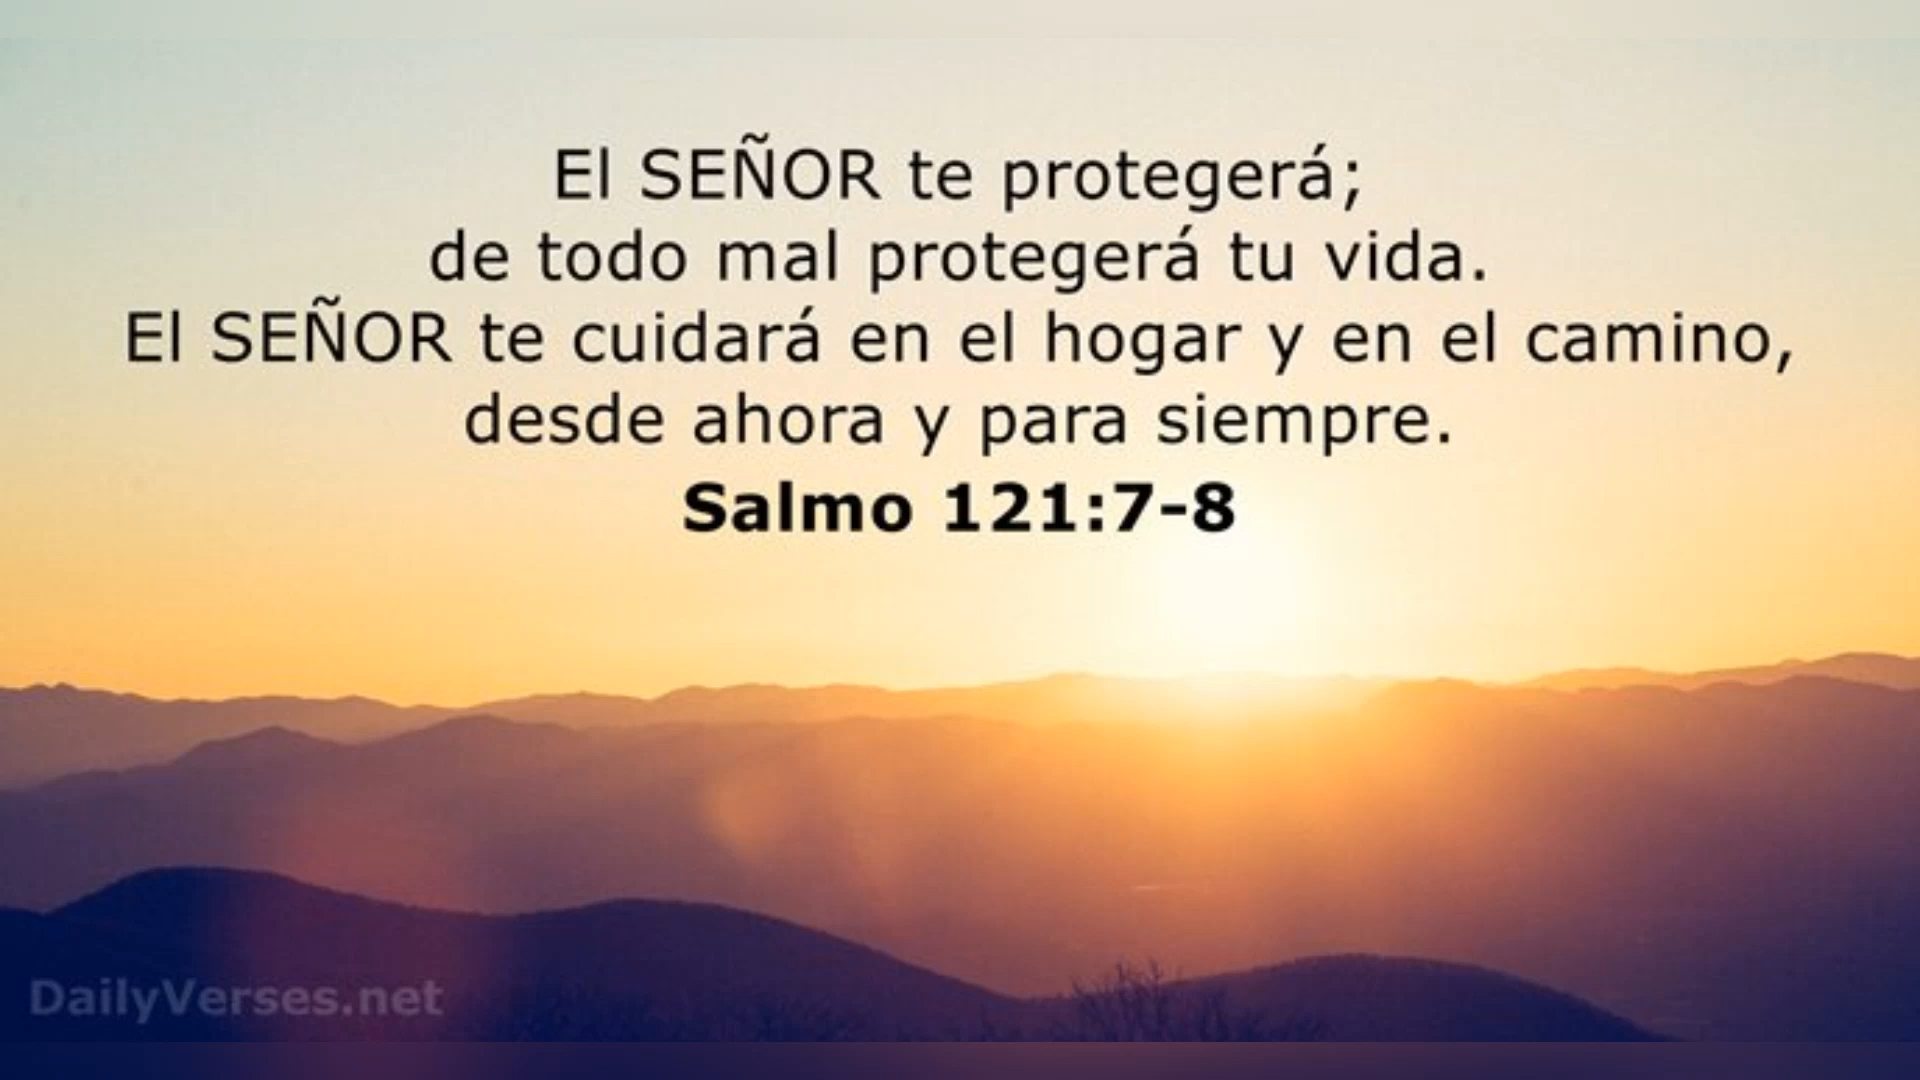 El SEÑOR te protegerá;
de todo mal protegerá tu vida.
El SEÑOR te cuidará en el hogar y en el camino,
desde ahora y para siempre.
Salmo 121:7-8
DailyVerses.net